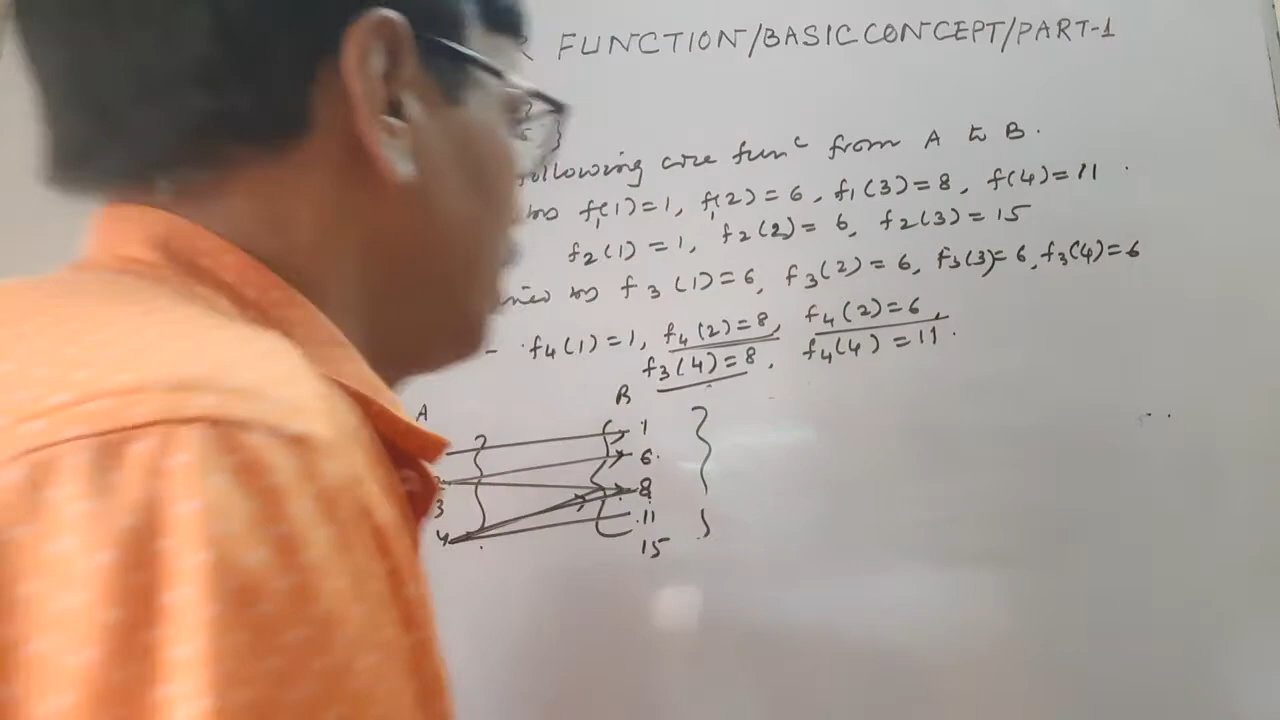 R FUNCTION/BASIC CONCEPT/PART-1
following are funᶜ from A to B.
as f₁(1)=1, f₁(2)=6, f₁(3)=8, f(4)=11.
f₂(1)=1, f₂(2)=6, f₂(3)=15
as f₃(1)=6, f₃(2)=6, f₃(3)=6, f₃(4)=6
- f₄(1)=1, f₄(2)=8, f₄(2)=6,
f₃(4)=8, f₄(4)=11.
A B
1
6
2 8
3 11
4 15